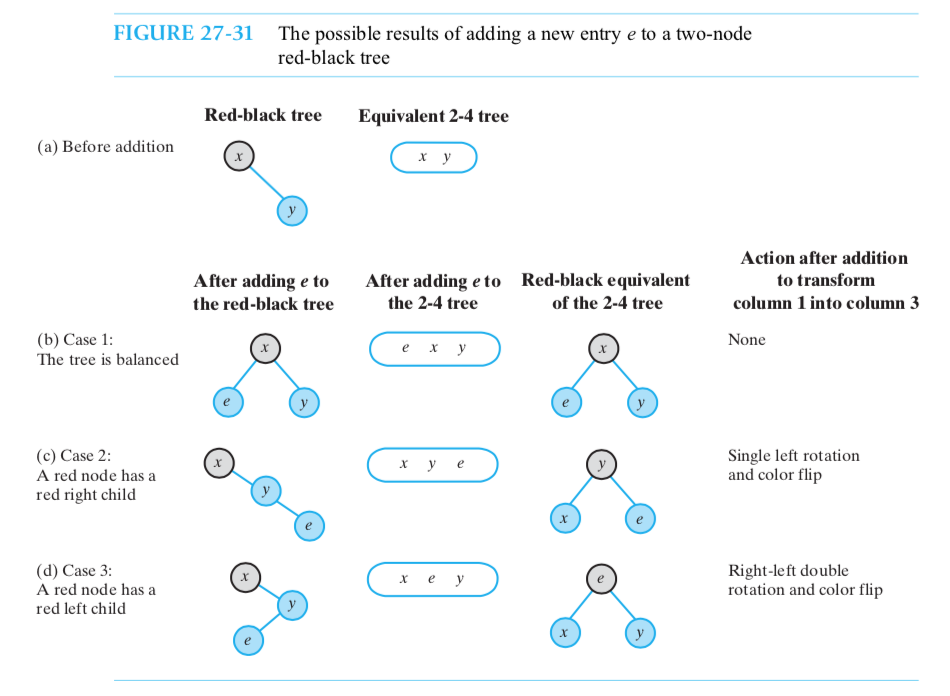 FIGURE 27-31 The possible results of adding a new entry e to a two-node
red-black tree
Red-black tree Equivalent 2-4 tree
(a) Before addition
x
x y
y
After adding e to
the red-black tree
After adding e to
the 2-4 tree
Red-black equivalent
of the 2-4 tree
Action after addition
to transform
column 1 into column 3
(b) Case 1:
The tree is balanced
x
e y
e x y
x
e y
None
(c) Case 2:
A red node has a
red right child
x
y
e
x y e
y
x e
Single left rotation
and color flip
(d) Case 3:
A red node has a
red left child
x
y
e
x e y
e
x y
Right-left double
rotation and color flip